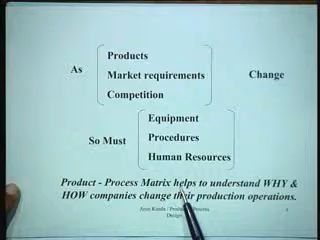 Products
As Market requirements Change
Competition
Equipment
So Must Procedures
Human Resources
Product - Process Matrix helps to understand WHY &
HOW companies change their production operations.
Design